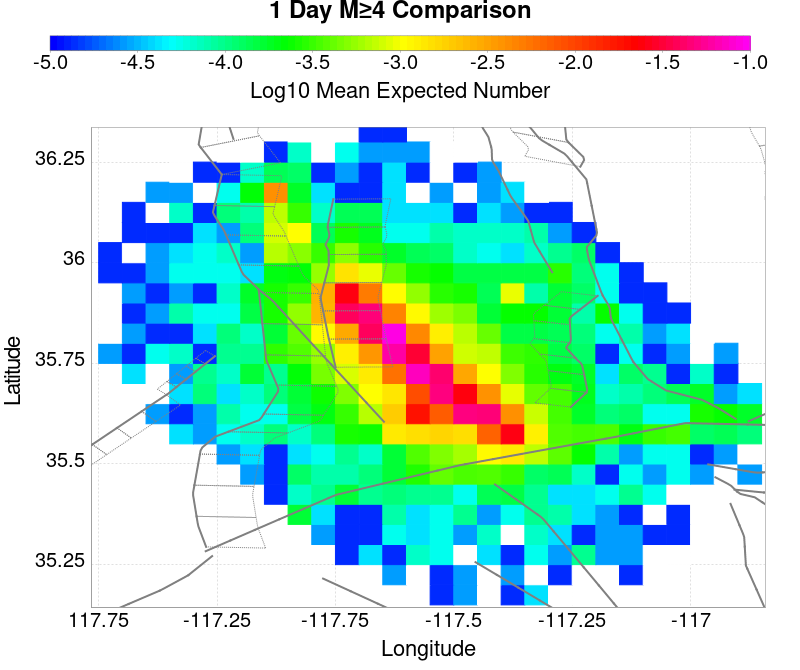 1 Day M≥4 Comparison
-5.0 -4.5 -4.0 -3.5 -3.0 -2.5 -2.0 -1.5 -1.0
Log10 Mean Expected Number
36.25
36
35.75
35.5
35.25
Latitude
117.75 -117.25 -117.75 -117.5 -117.25 -117
Longitude